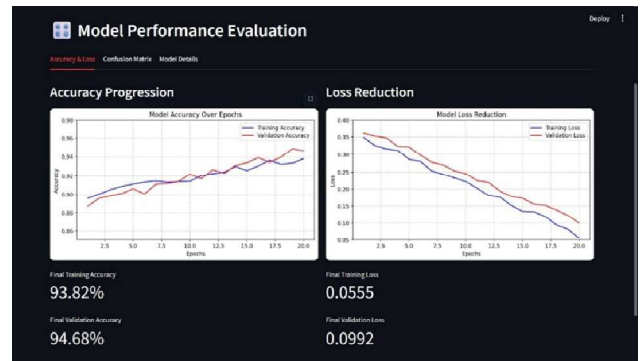 Deploy
Model Performance Evaluation
Accuracy & Loss Confusion Matrix Model Details
Accuracy Progression
Model Accuracy Over Epochs
Training Accuracy
Validation Accuracy
0.98
0.96
0.94
0.92
0.90
0.88
0.86
Accuracy
2.5 5.0 7.5 10.0 12.5 15.0 17.5 20.0
Epochs
Final Training Accuracy
93.82%
Final Validation Accuracy
94.68%
Loss Reduction
Model Loss Reduction
Training Loss
Validation Loss
0.40
0.35
0.30
0.25
0.20
0.15
0.10
0.05
Loss
2.5 5.0 7.5 10.0 12.5 15.0 17.5 20.0
Epochs
Final Training Loss
0.0555
Final Validation Loss
0.0992